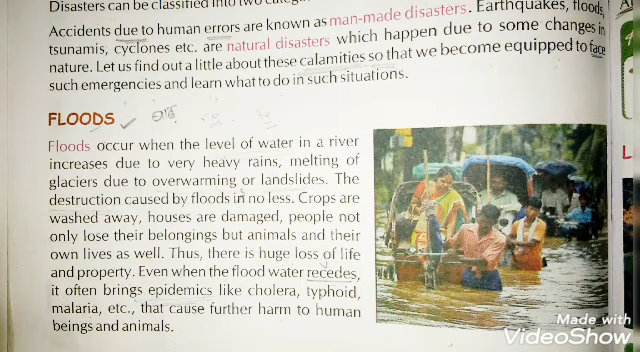 Disasters can be classified into two
Accidents due to human errors are known as man-made disasters. Earthquakes, floods,
tsunamis, cyclones etc. are natural disasters which happen due to some changes in
nature. Let us find out a little about these calamities so that we become equipped to face
such emergencies and learn what to do in such situations.
FLOODS
Floods occur when the level of water in a river
increases due to very heavy rains, melting of
glaciers due to overwarming or landslides. The
destruction caused by floods in no less. Crops are
washed away, houses are damaged, people not
only lose their belongings but animals and their
own lives as well. Thus, there is huge loss of life
and property. Even when the flood water recedes,
it often brings epidemics like cholera, typhoid,
malaria, etc., that cause further harm to human
beings and animals.
Made with
VideoShow